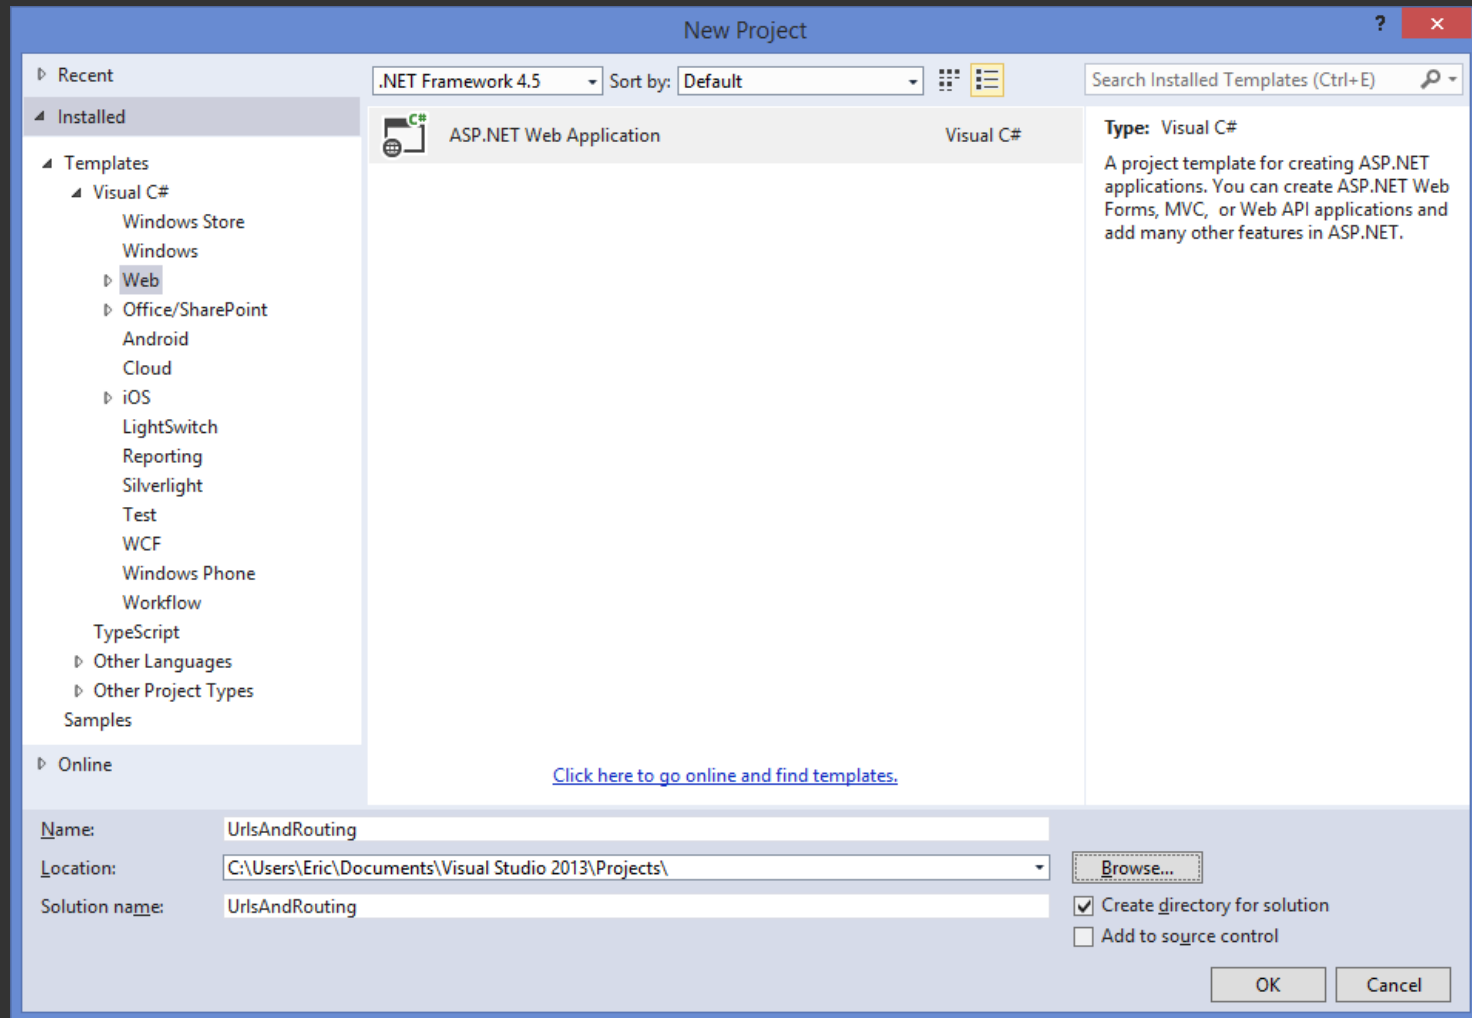 New Project
?
Recent
.NET Framework 4.5
Sort by:
Default
Search Installed Templates (Ctrl+E)
Installed
Templates
Visual C#
Windows Store
Windows
Web
Office/SharePoint
Android
Cloud
iOS
LightSwitch
Reporting
Silverlight
Test
WCF
Windows Phone
Workflow
TypeScript
Other Languages
Other Project Types
Samples
Online
C#
ASP.NET Web Application
Visual C#
Click here to go online and find templates.
Type: Visual C#
A project template for creating ASP.NET
applications. You can create ASP.NET Web
Forms, MVC,  or Web API applications and
add many other features in ASP.NET.
Name:
UrlsAndRouting
Location:
C:\Users\Eric\Documents\Visual Studio 2013\Projects\
Browse...
Solution name:
UrlsAndRouting
Create directory for solution
Add to source control
OK
Cancel